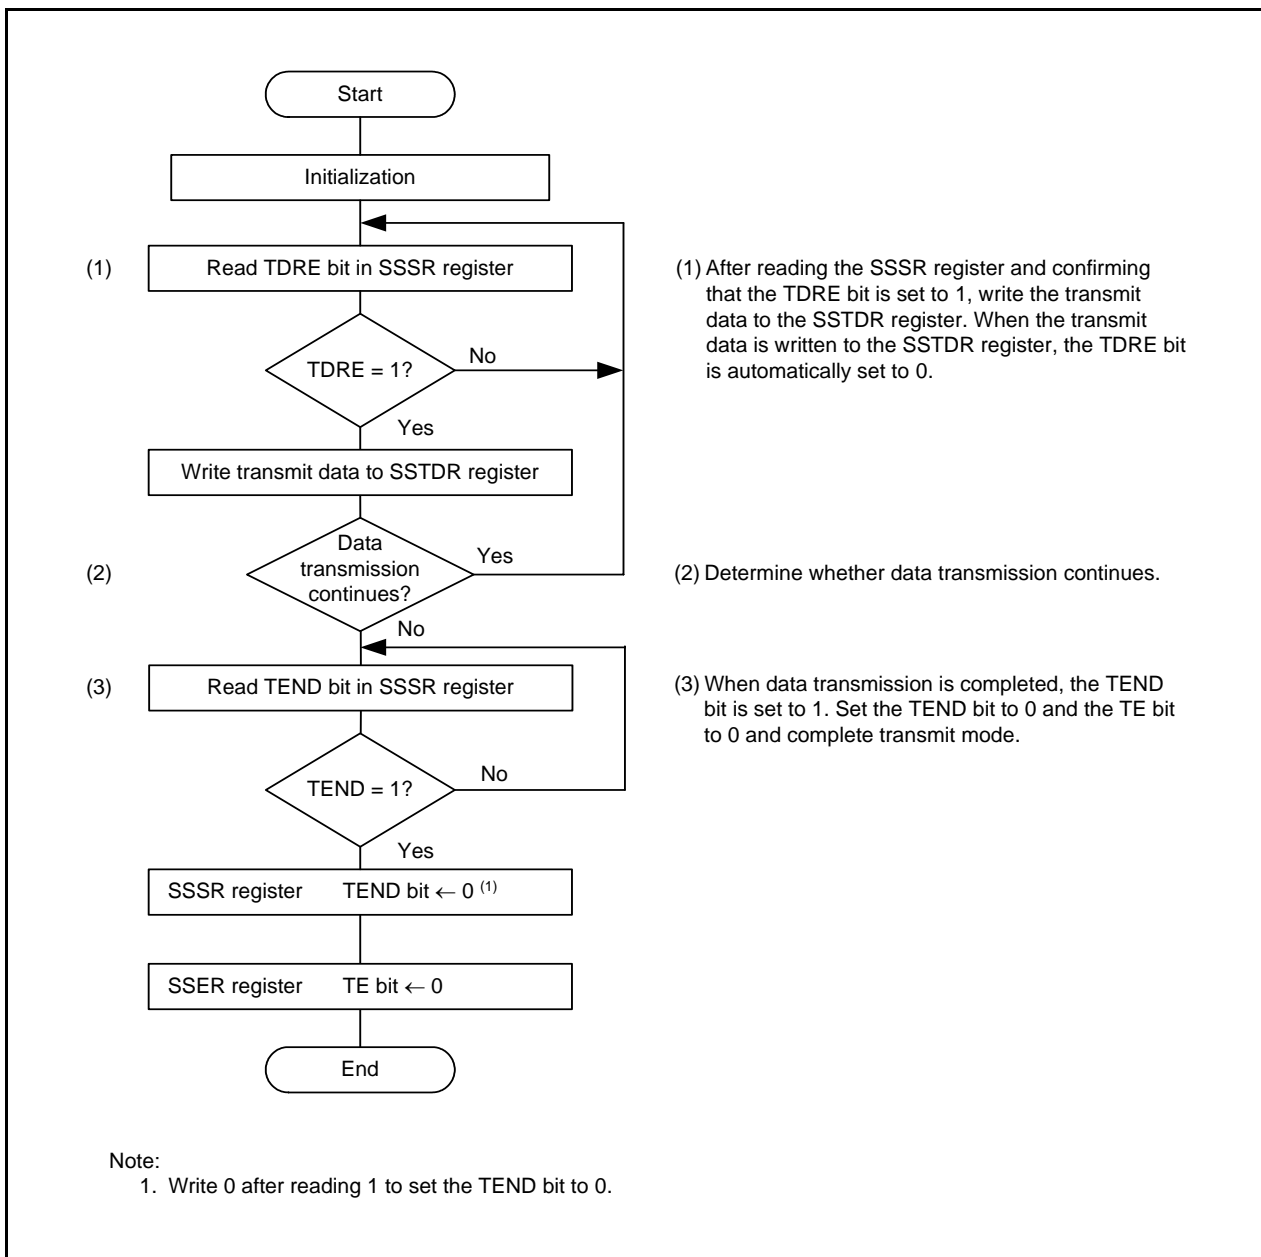 Start
Initialization
(1)
Read TDRE bit in SSSR register
(1) After reading the SSSR register and confirming
that the TDRE bit is set to 1, write the transmit
data to the SSTDR register. When the transmit
data is written to the SSTDR register, the TDRE bit
is automatically set to 0.
TDRE = 1?
No
Yes
Write transmit data to SSTDR register
(2)
Data
transmission
continues?
Yes
(2) Determine whether data transmission continues.
No
(3)
Read TEND bit in SSSR register
(3) When data transmission is completed, the TEND
bit is set to 1. Set the TEND bit to 0 and the TE bit
to 0 and complete transmit mode.
TEND = 1?
No
Yes
SSSR register TEND bit ← 0 (1)
SSER register TE bit ← 0
End
Note:
1. Write 0 after reading 1 to set the TEND bit to 0.